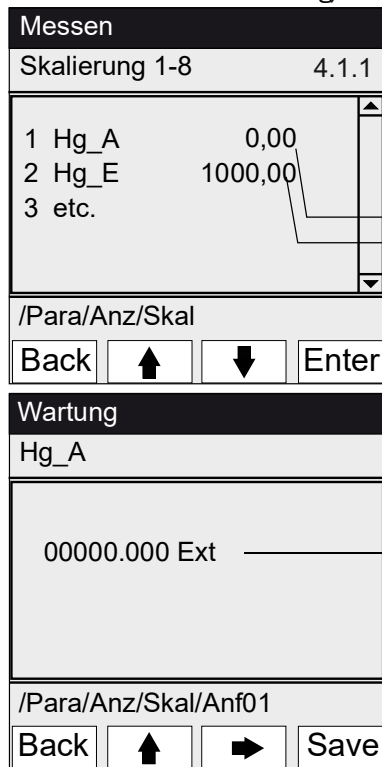 Messen
Skalierung 1-8 4.1.1
1 Hg_A 0,00
2 Hg_E 1000,00
3 etc.
/Para/Anz/Skal
Back Enter
Wartung
Hg_A
00000.000 Ext
/Para/Anz/Skal/Anf01
Back Save